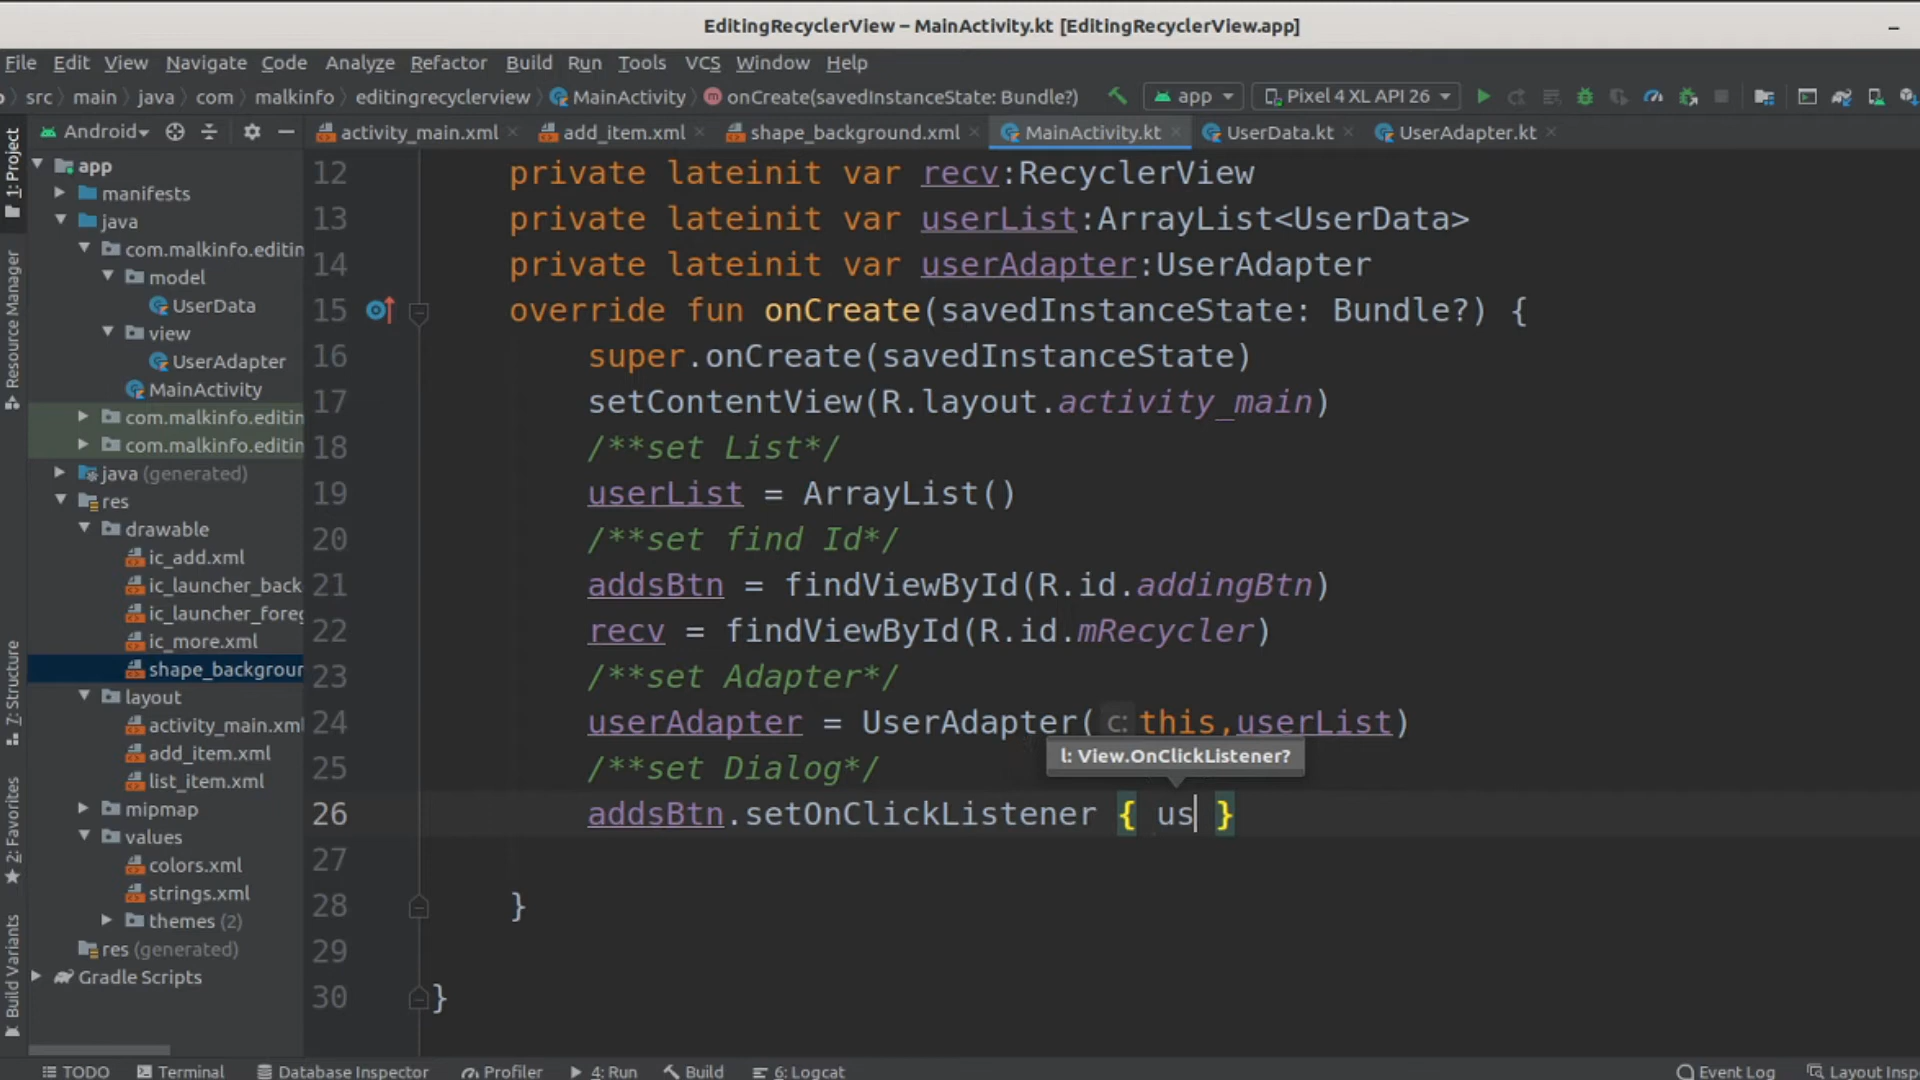 EditingRecyclerView – MainActivity.kt [EditingRecyclerView.app]
File Edit View Navigate Code Analyze Refactor Build Run Tools VCS Window Help
src main java com malkinfo editingrecyclerview MainActivity onCreate(savedInstanceState: Bundle?) app Pixel 4 XL API 26
Android activity_main.xml add_item.xml shape_background.xml MainActivity.kt UserData.kt UserAdapter.kt
1: Project
Resource Manager
7: Structure
2: Favorites
Build Variants
app
manifests
java
com.malkinfo.editin
model
UserData
view
UserAdapter
MainActivity
com.malkinfo.editin
com.malkinfo.editin
java (generated)
res
drawable
ic_add.xml
ic_launcher_back
ic_launcher_foreg
ic_more.xml
shape_backgroun
layout
activity_main.xml
add_item.xml
list_item.xml
mipmap
values
colors.xml
strings.xml
themes (2)
res (generated)
Gradle Scripts
12 private lateinit var recv:RecyclerView
13 private lateinit var userList:ArrayList<UserData>
14 private lateinit var userAdapter:UserAdapter
15 override fun onCreate(savedInstanceState: Bundle?) {
16 super.onCreate(savedInstanceState)
17 setContentView(R.layout.activity_main)
18 /**set List*/
19 userList = ArrayList()
20 /**set find Id*/
21 addsBtn = findViewById(R.id.addingBtn)
22 recv = findViewById(R.id.mRecycler)
23 /**set Adapter*/
24 userAdapter = UserAdapter( c: this,userList)
l: View.OnClickListener?
25 /**set Dialog*/
26 addsBtn.setOnClickListener { us }
27
28 }
29
30 }
TODO Terminal Database Inspector Profiler 4: Run Build 6: Logcat Event Log Layout Insp